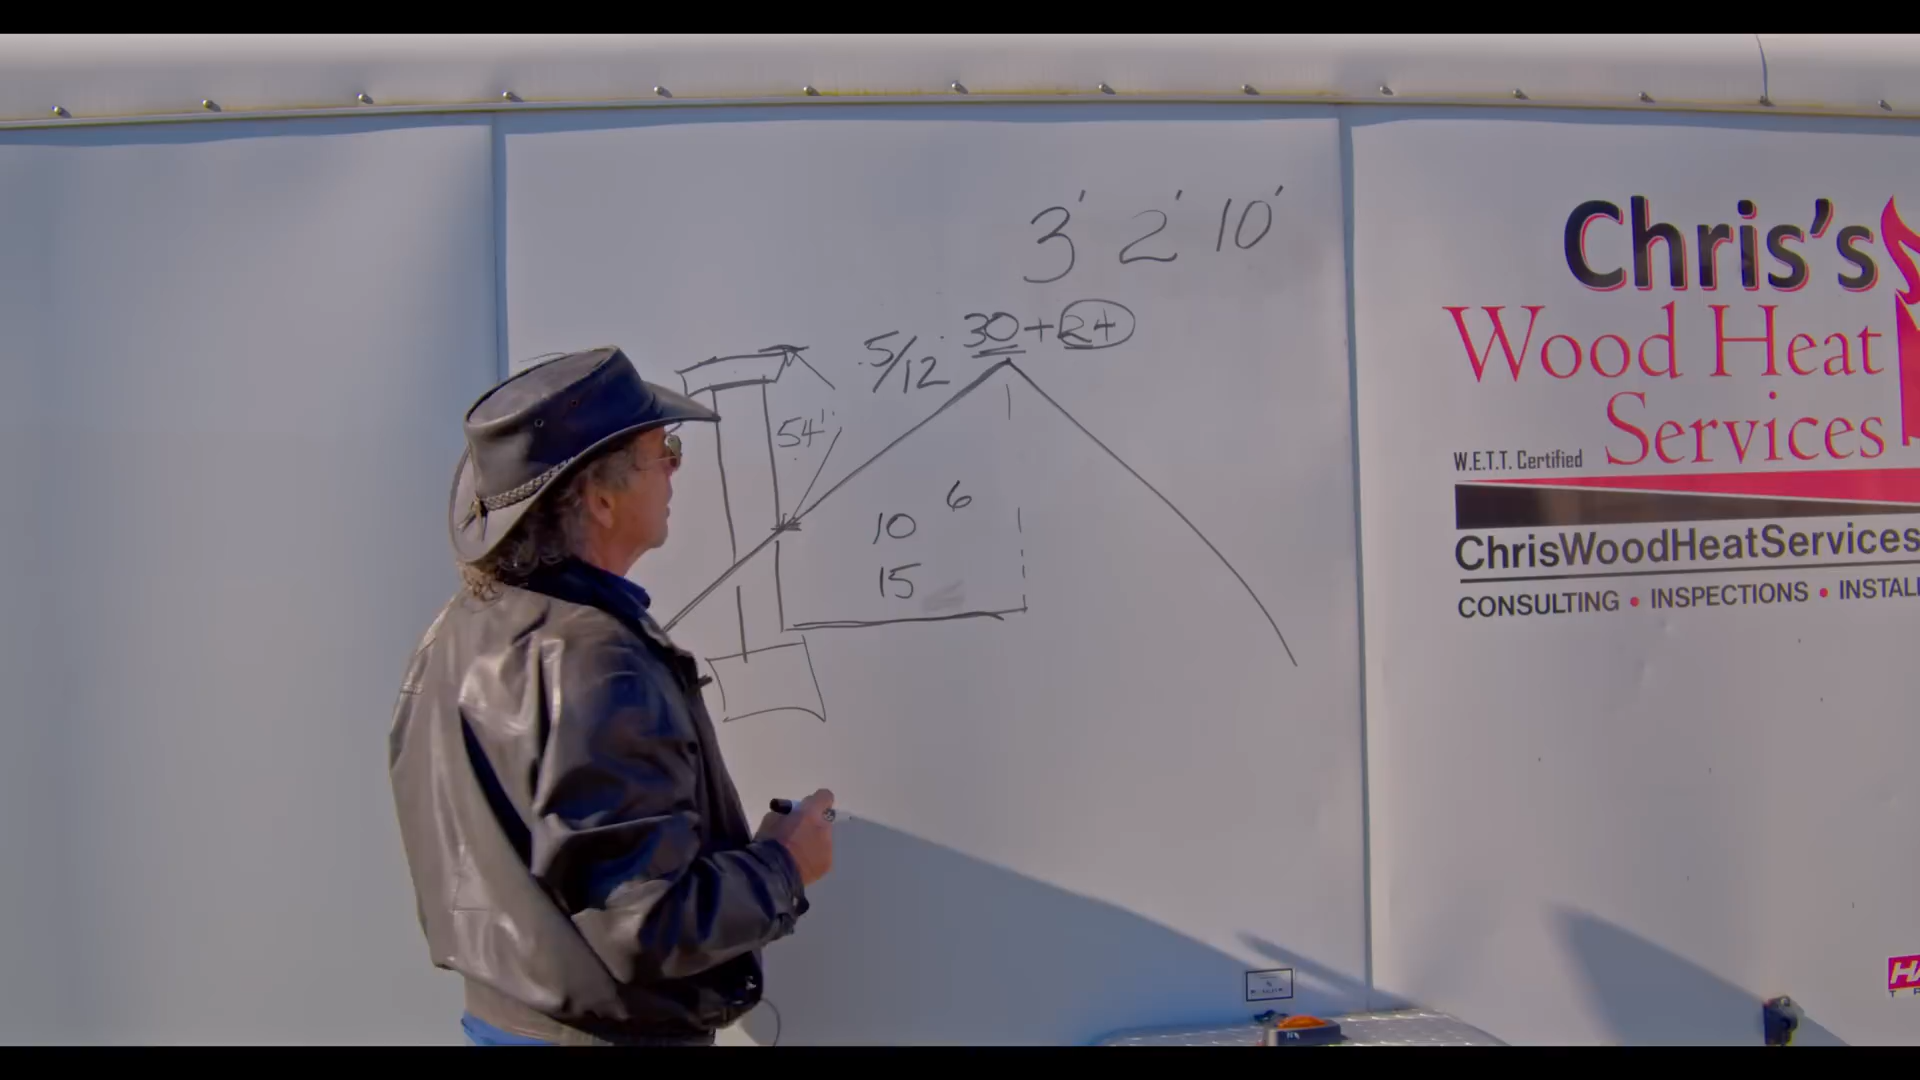 3' 2' 10'
5/12 30+24
54"
10 6
15
Chris's
Wood Heat
Services
W.E.T.T. Certified
ChrisWoodHeatServices
CONSULTING • INSPECTIONS • INSTALL